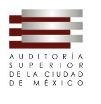 AUDITORÍA
SUPERIOR
DE LA CIUDAD
DE MÉXICO